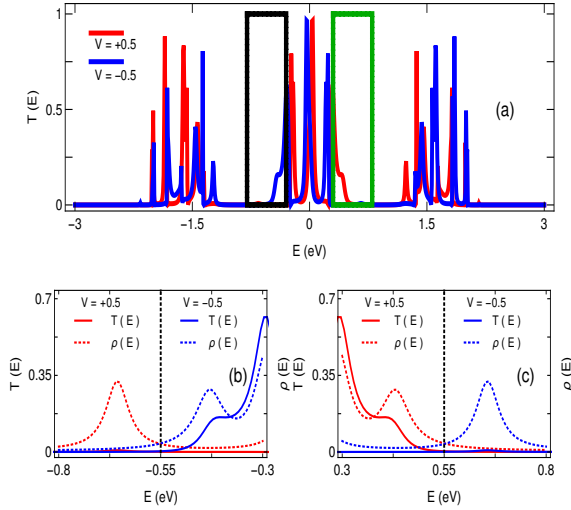 1
0.5
0
T (E)
V = +0.5
V = −0.5
(a)
−3
−1.5
0
1.5
3
E (eV)
0.7
0.35
0
T (E)
V = +0.5
V = −0.5
T ( E )
T ( E )
ρ ( E )
ρ ( E )
(b)
−0.8
−0.55
−0.3
E (eV)
ρ (E)
T (E)
0.7
0.35
0
V = +0.5
V = −0.5
T ( E )
T ( E )
ρ ( E )
ρ ( E )
(c)
0.3
0.55
0.8
E (eV)
ρ (E)